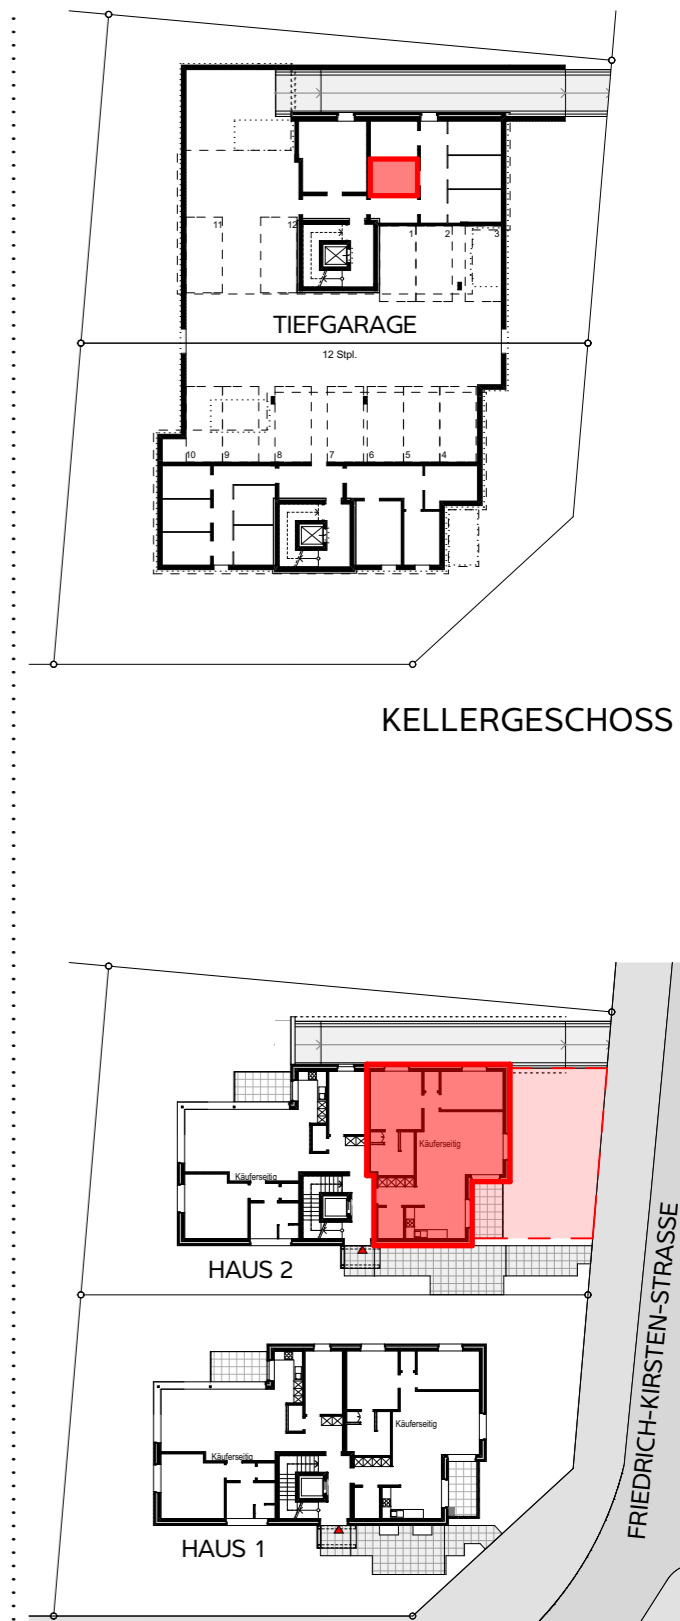 11
12
1
2
3
TIEFGARAGE
12 Stpl.
10
9
8
7
6
5
4
KELLERGESCHOSS
Käuferseitig
Käuferseitig
HAUS 2
FRIEDRICH-KIRSTEN-STRASSE
Käuferseitig
Käuferseitig
HAUS 1